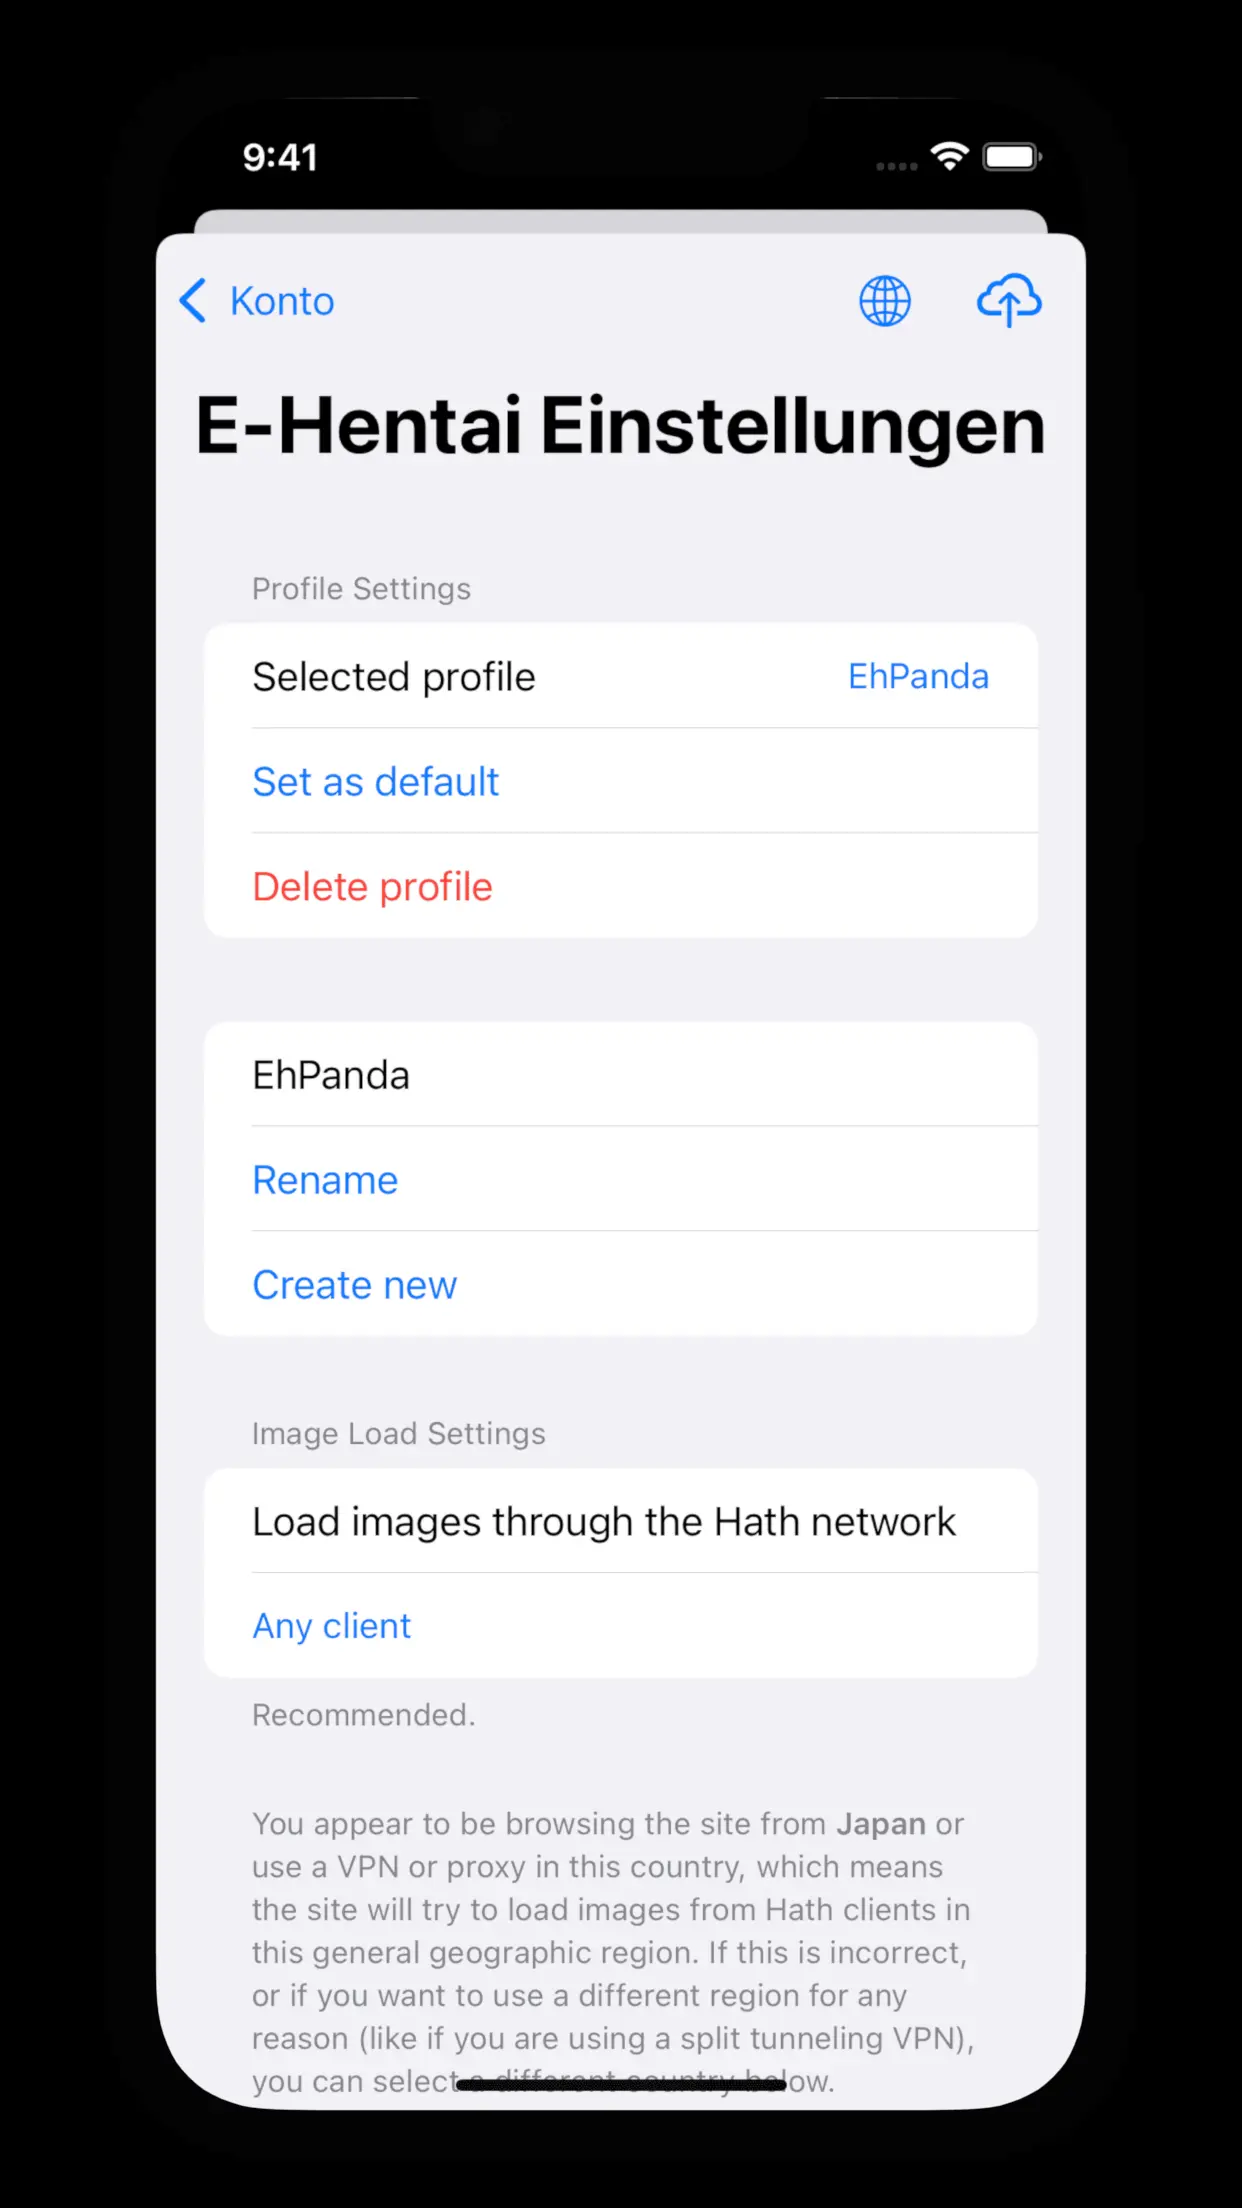 9:41
Konto
E-Hentai Einstellungen
Profile Settings
Selected profile EhPanda
Set as default
Delete profile
EhPanda
Rename
Create new
Image Load Settings
Load images through the Hath network
Any client
Recommended.
You appear to be browsing the site from Japan or
use a VPN or proxy in this country, which means
the site will try to load images from Hath clients in
this general geographic region. If this is incorrect,
or if you want to use a different region for any
reason (like if you are using a split tunneling VPN),
you can select a different country below.